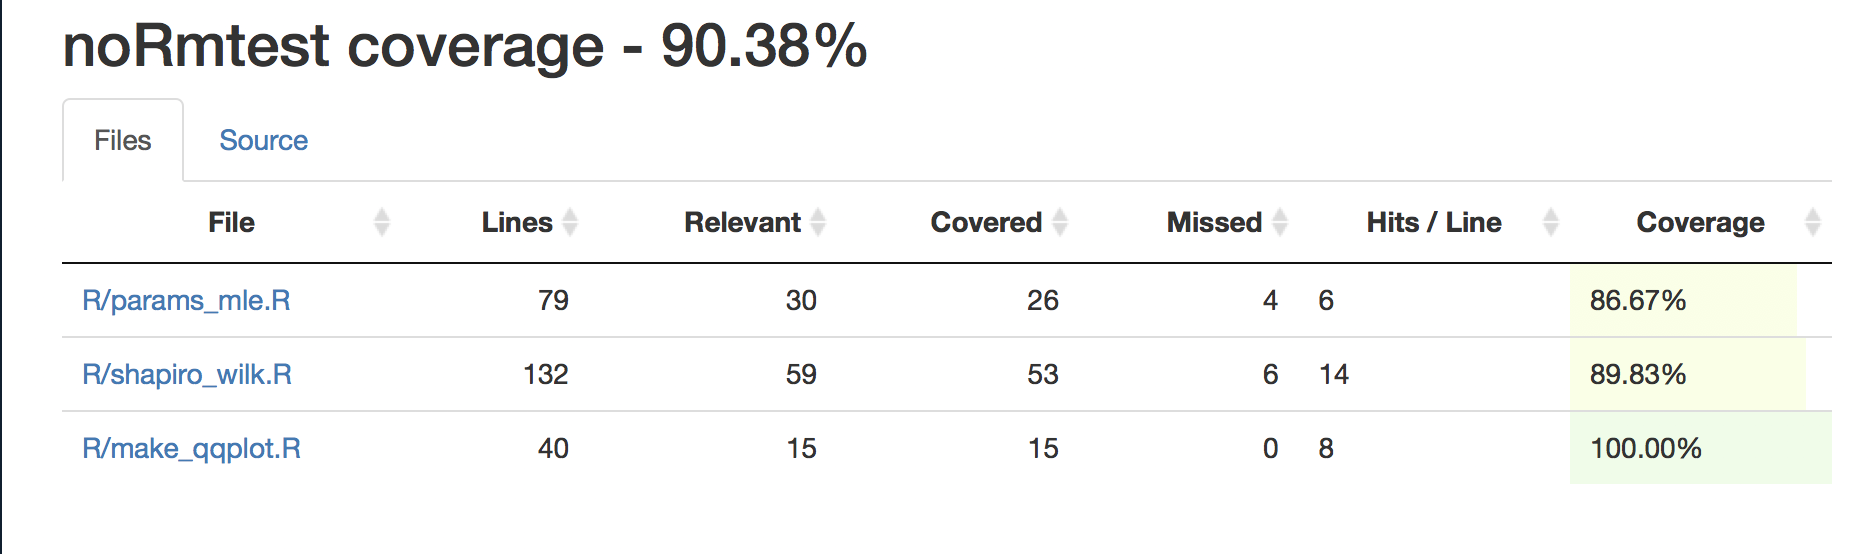 noRmtest coverage - 90.38%
Files Source
File Lines Relevant Covered Missed Hits / Line Coverage
R/params_mle.R 79 30 26 4 6 86.67%
R/shapiro_wilk.R 132 59 53 6 14 89.83%
R/make_qqplot.R 40 15 15 0 8 100.00%